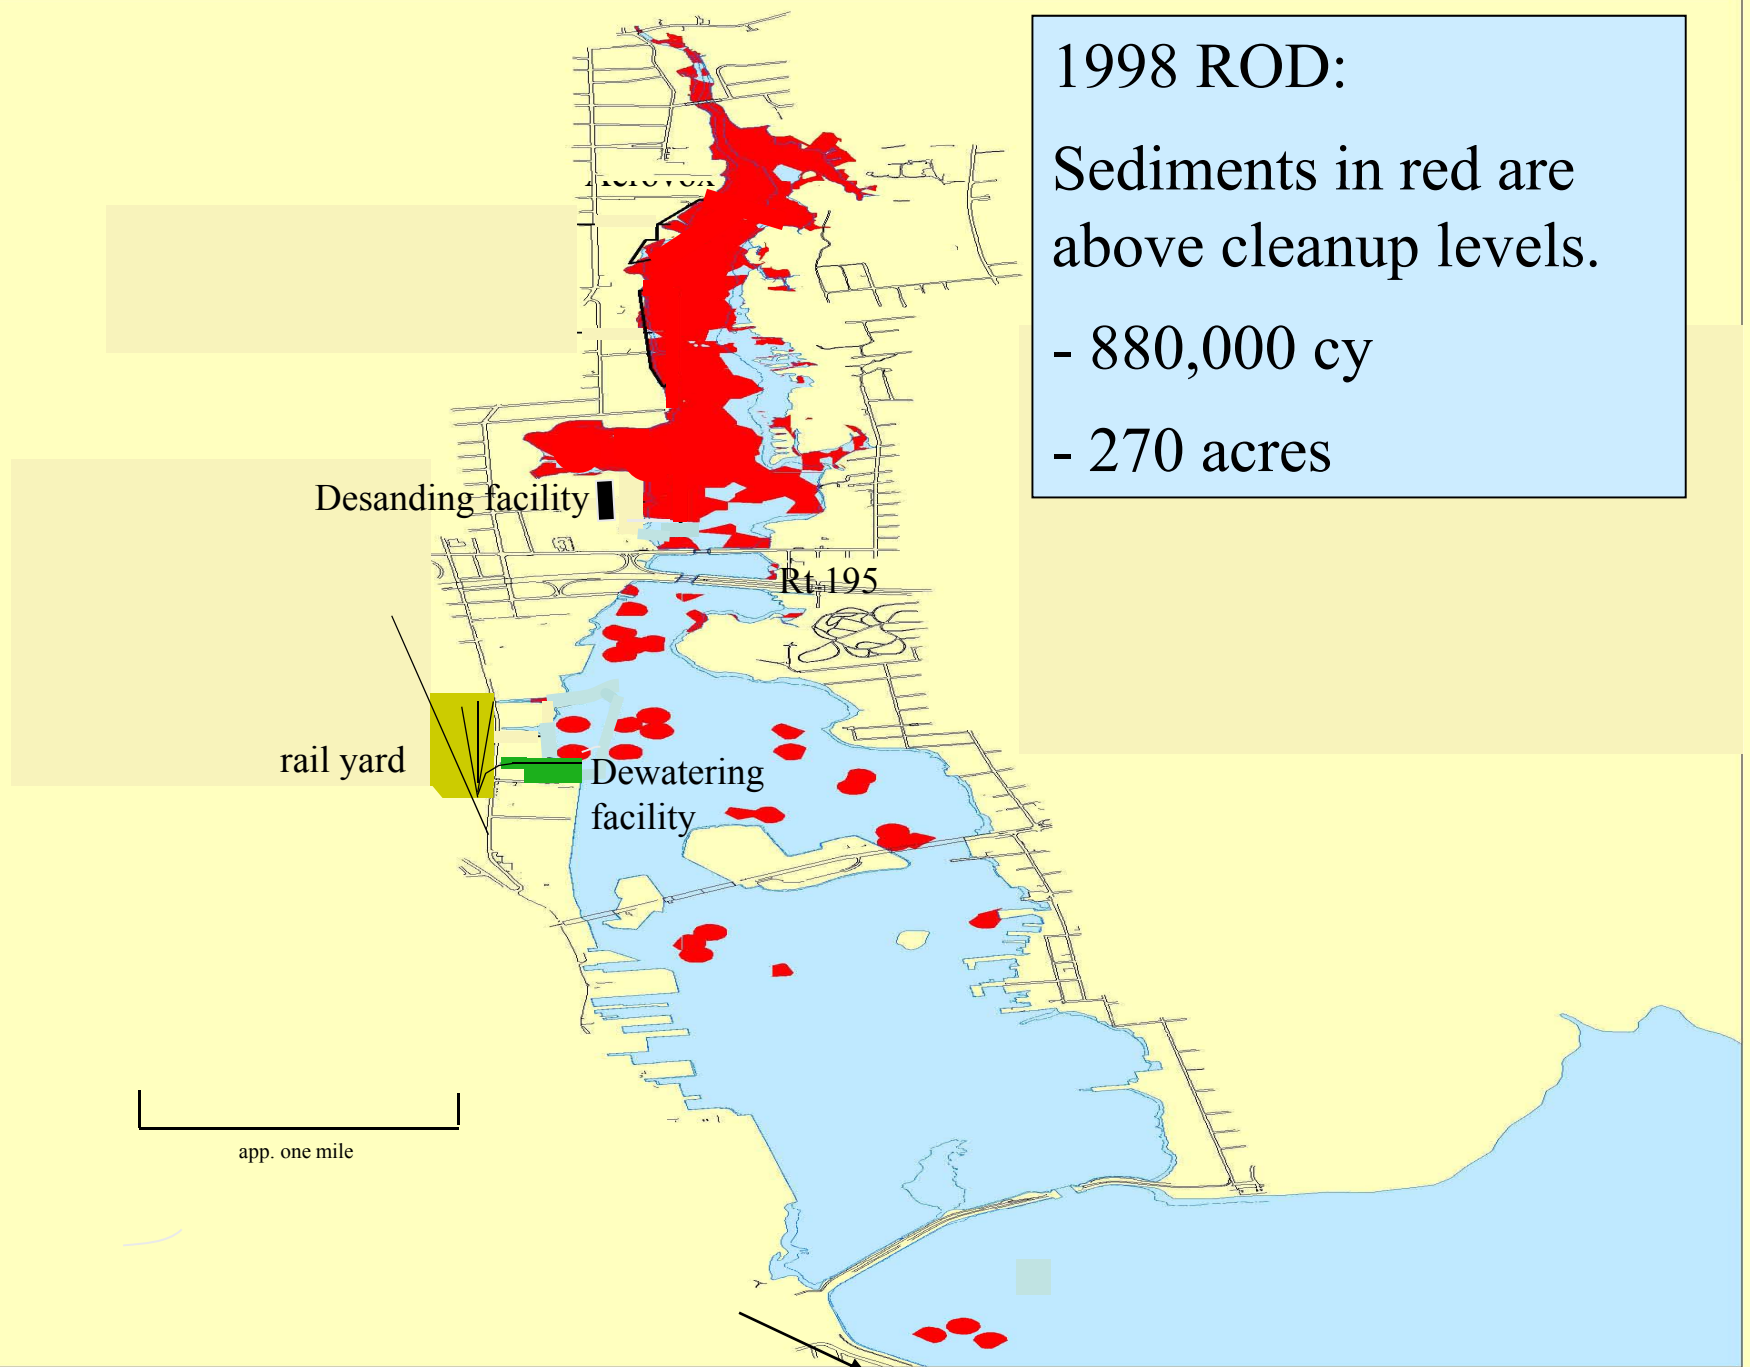 1998 ROD:
Sediments in red are
above cleanup levels.
- 880,000 cy
- 270 acres
Aerovox
Desanding facility
Rt 195
rail yard
Dewatering
facility
app. one mile